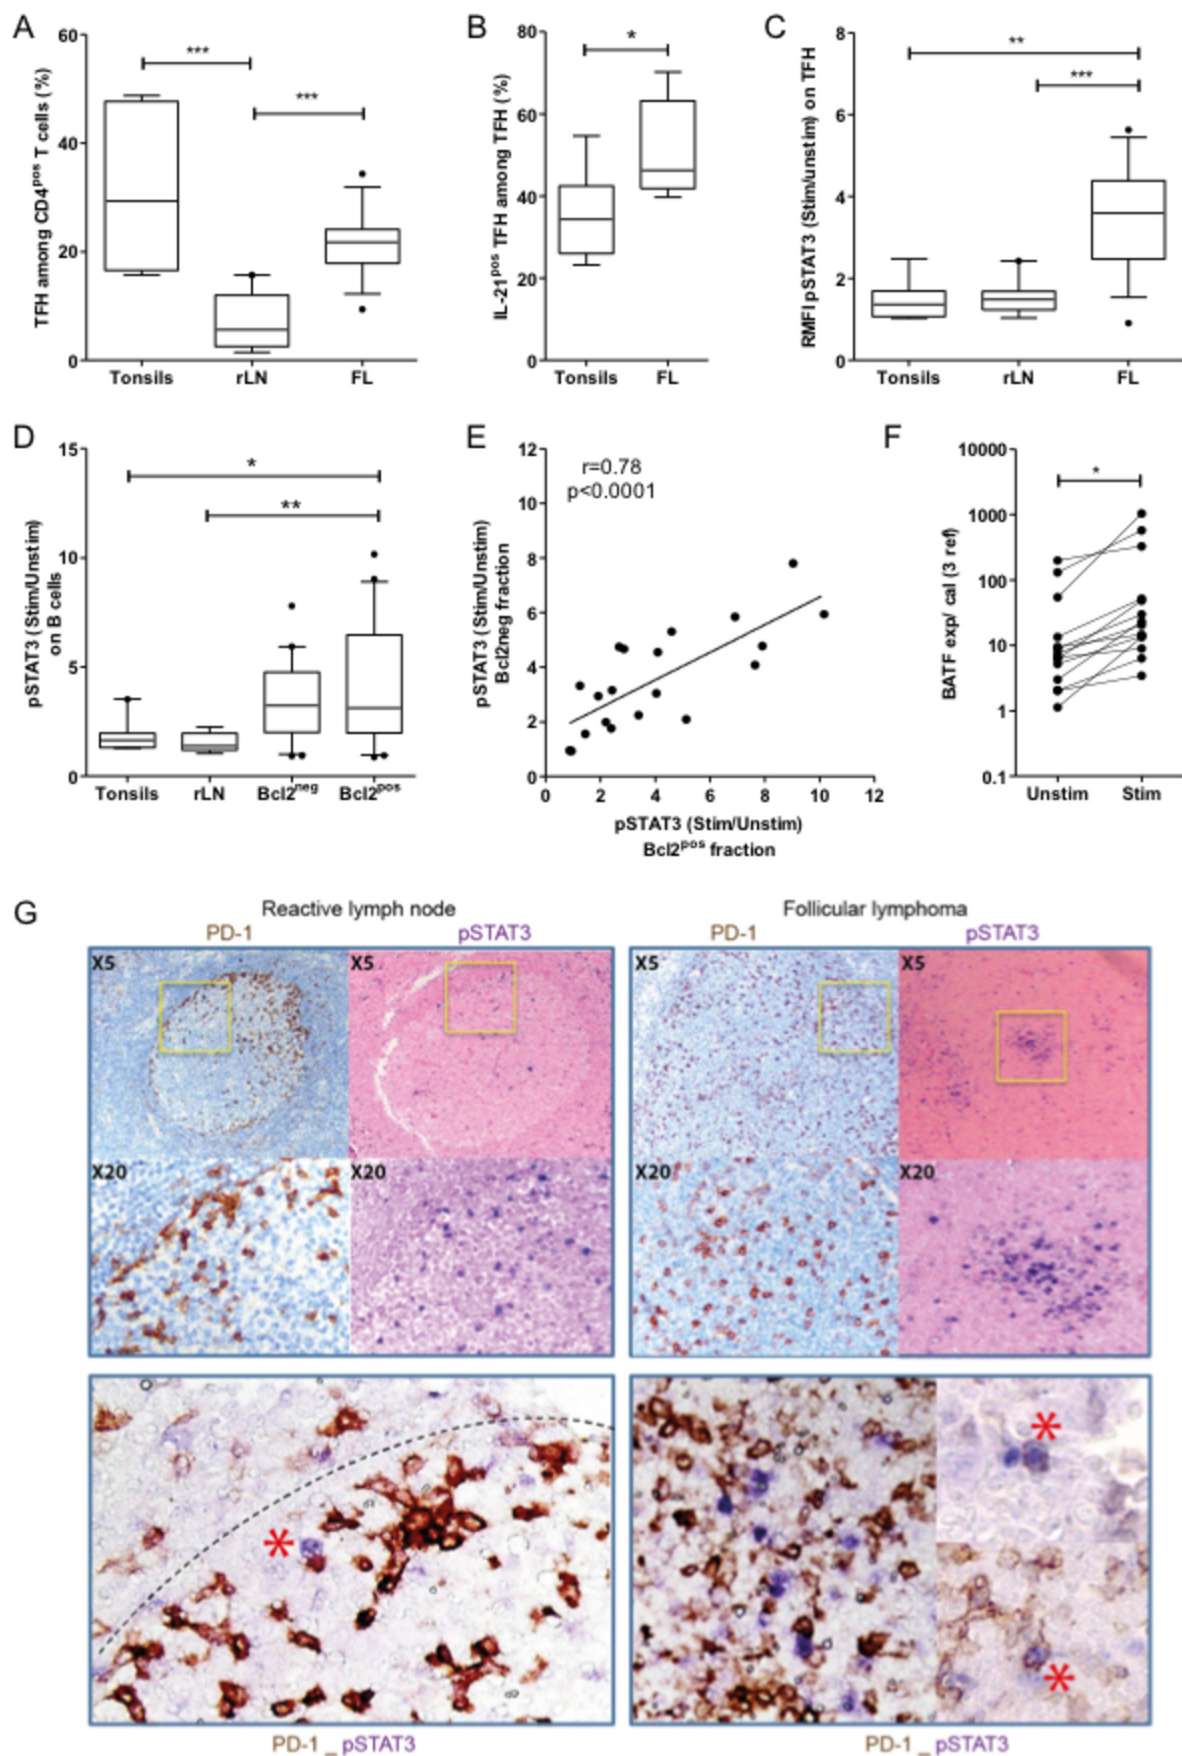 A
TFH among CD4pos T cells (%)
60
40
20
0
***
***
Tonsils rLN FL
B
IL-21pos TFH among TFH (%)
80
60
40
20
0
*
Tonsils FL
C
RMFI pSTAT3 (Stim/unstim) on TFH
8
6
4
2
0
**
***
Tonsils rLN FL
D
pSTAT3 (Stim/Unstim)
on B cells
15
10
5
0
*
**
Tonsils rLN Bcl2neg Bcl2pos
E
pSTAT3 (Stim/Unstim)
Bcl2neg fraction
12
10
8
6
4
2
0
r=0.78
p<0.0001
0 2 4 6 8 10 12
pSTAT3 (Stim/Unstim)
Bcl2pos fraction
F
BATF exp/ cal (3 ref)
10000
1000
100
10
1
0.1
*
Unstim Stim
G
Reactive lymph node Follicular lymphoma
PD-1 pSTAT3 PD-1 pSTAT3
X5 X5 X5 X5
X20 X20 X20 X20
* * *
PD-1 _ pSTAT3 PD-1 _ pSTAT3